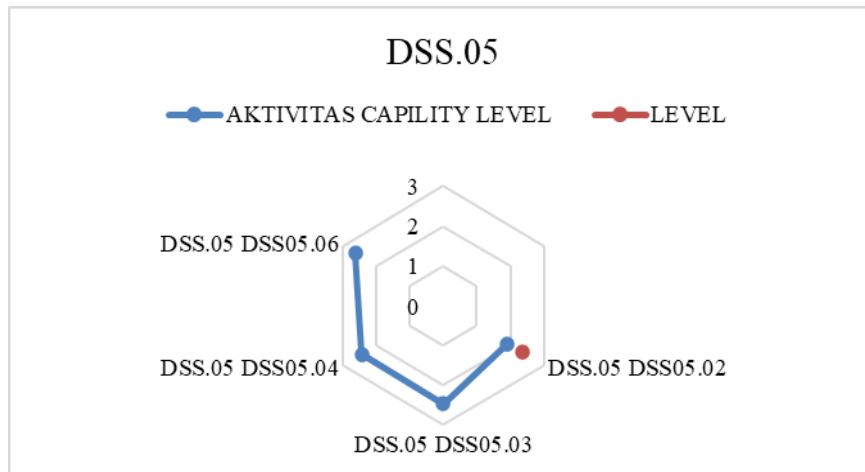 DSS.05
AKTIVITAS CAPILITY LEVEL LEVEL
3
2
1
0
DSS.05 DSS05.06
DSS.05 DSS05.04
DSS.05 DSS05.02
DSS.05 DSS05.03